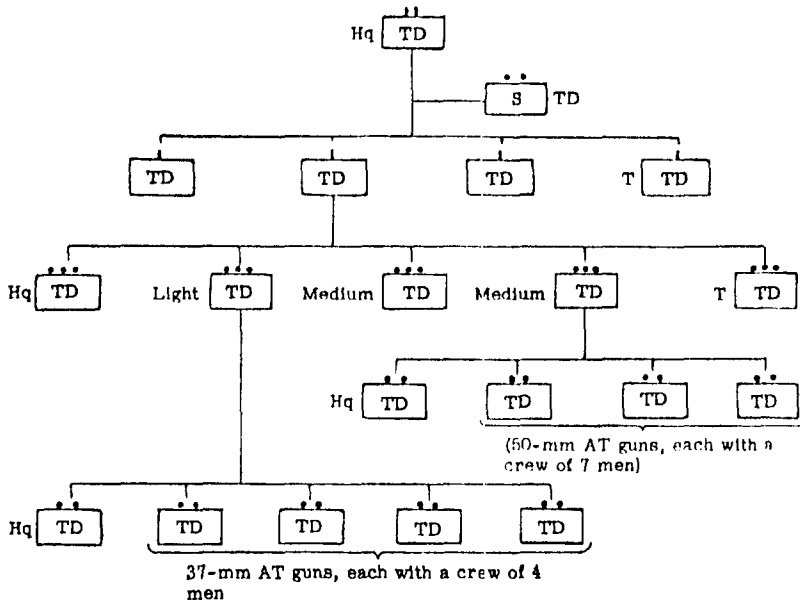 Hq TD
S TD
TD TD TD T TD
Hq TD Light TD Medium TD Medium TD T TD
Hq TD TD TD TD
(50-mm AT guns, each with a
crew of 7 men)
Hq TD TD TD TD TD
37-mm AT guns, each with a crew of 4
men